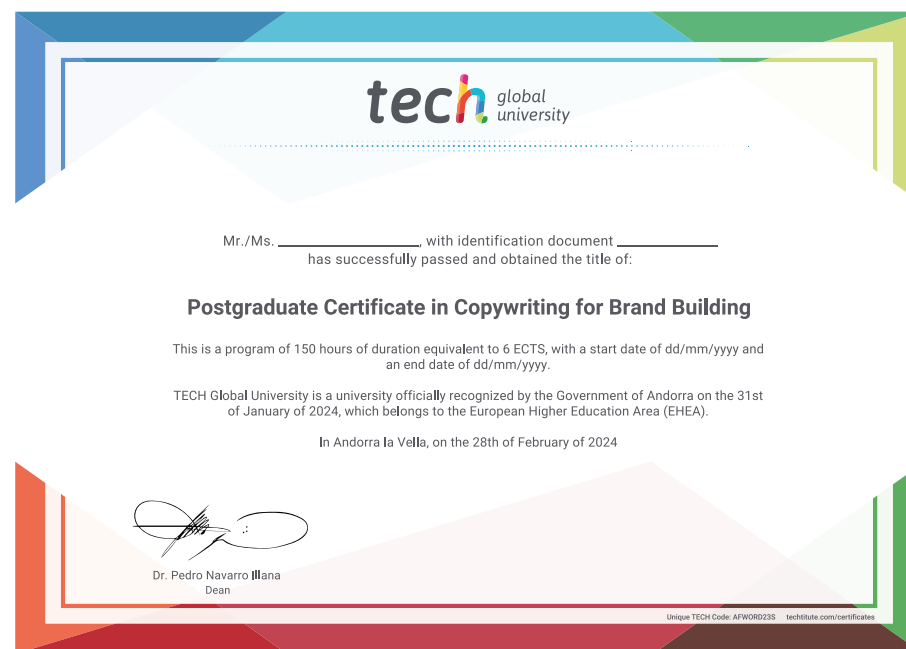 tech global
university
Mr./Ms. ____________________, with identification document ______________
has successfully passed and obtained the title of:
Postgraduate Certificate in Copywriting for Brand Building
This is a program of 150 hours of duration equivalent to 6 ECTS, with a start date of dd/mm/yyyy and
an end date of dd/mm/yyyy.
TECH Global University is a university officially recognized by the Government of Andorra on the 31st
of January of 2024, which belongs to the European Higher Education Area (EHEA).
In Andorra la Vella, on the 28th of February of 2024
Dr. Pedro Navarro Illana
Dean
Unique TECH Code: AFWORD23S techtitute.com/certificates